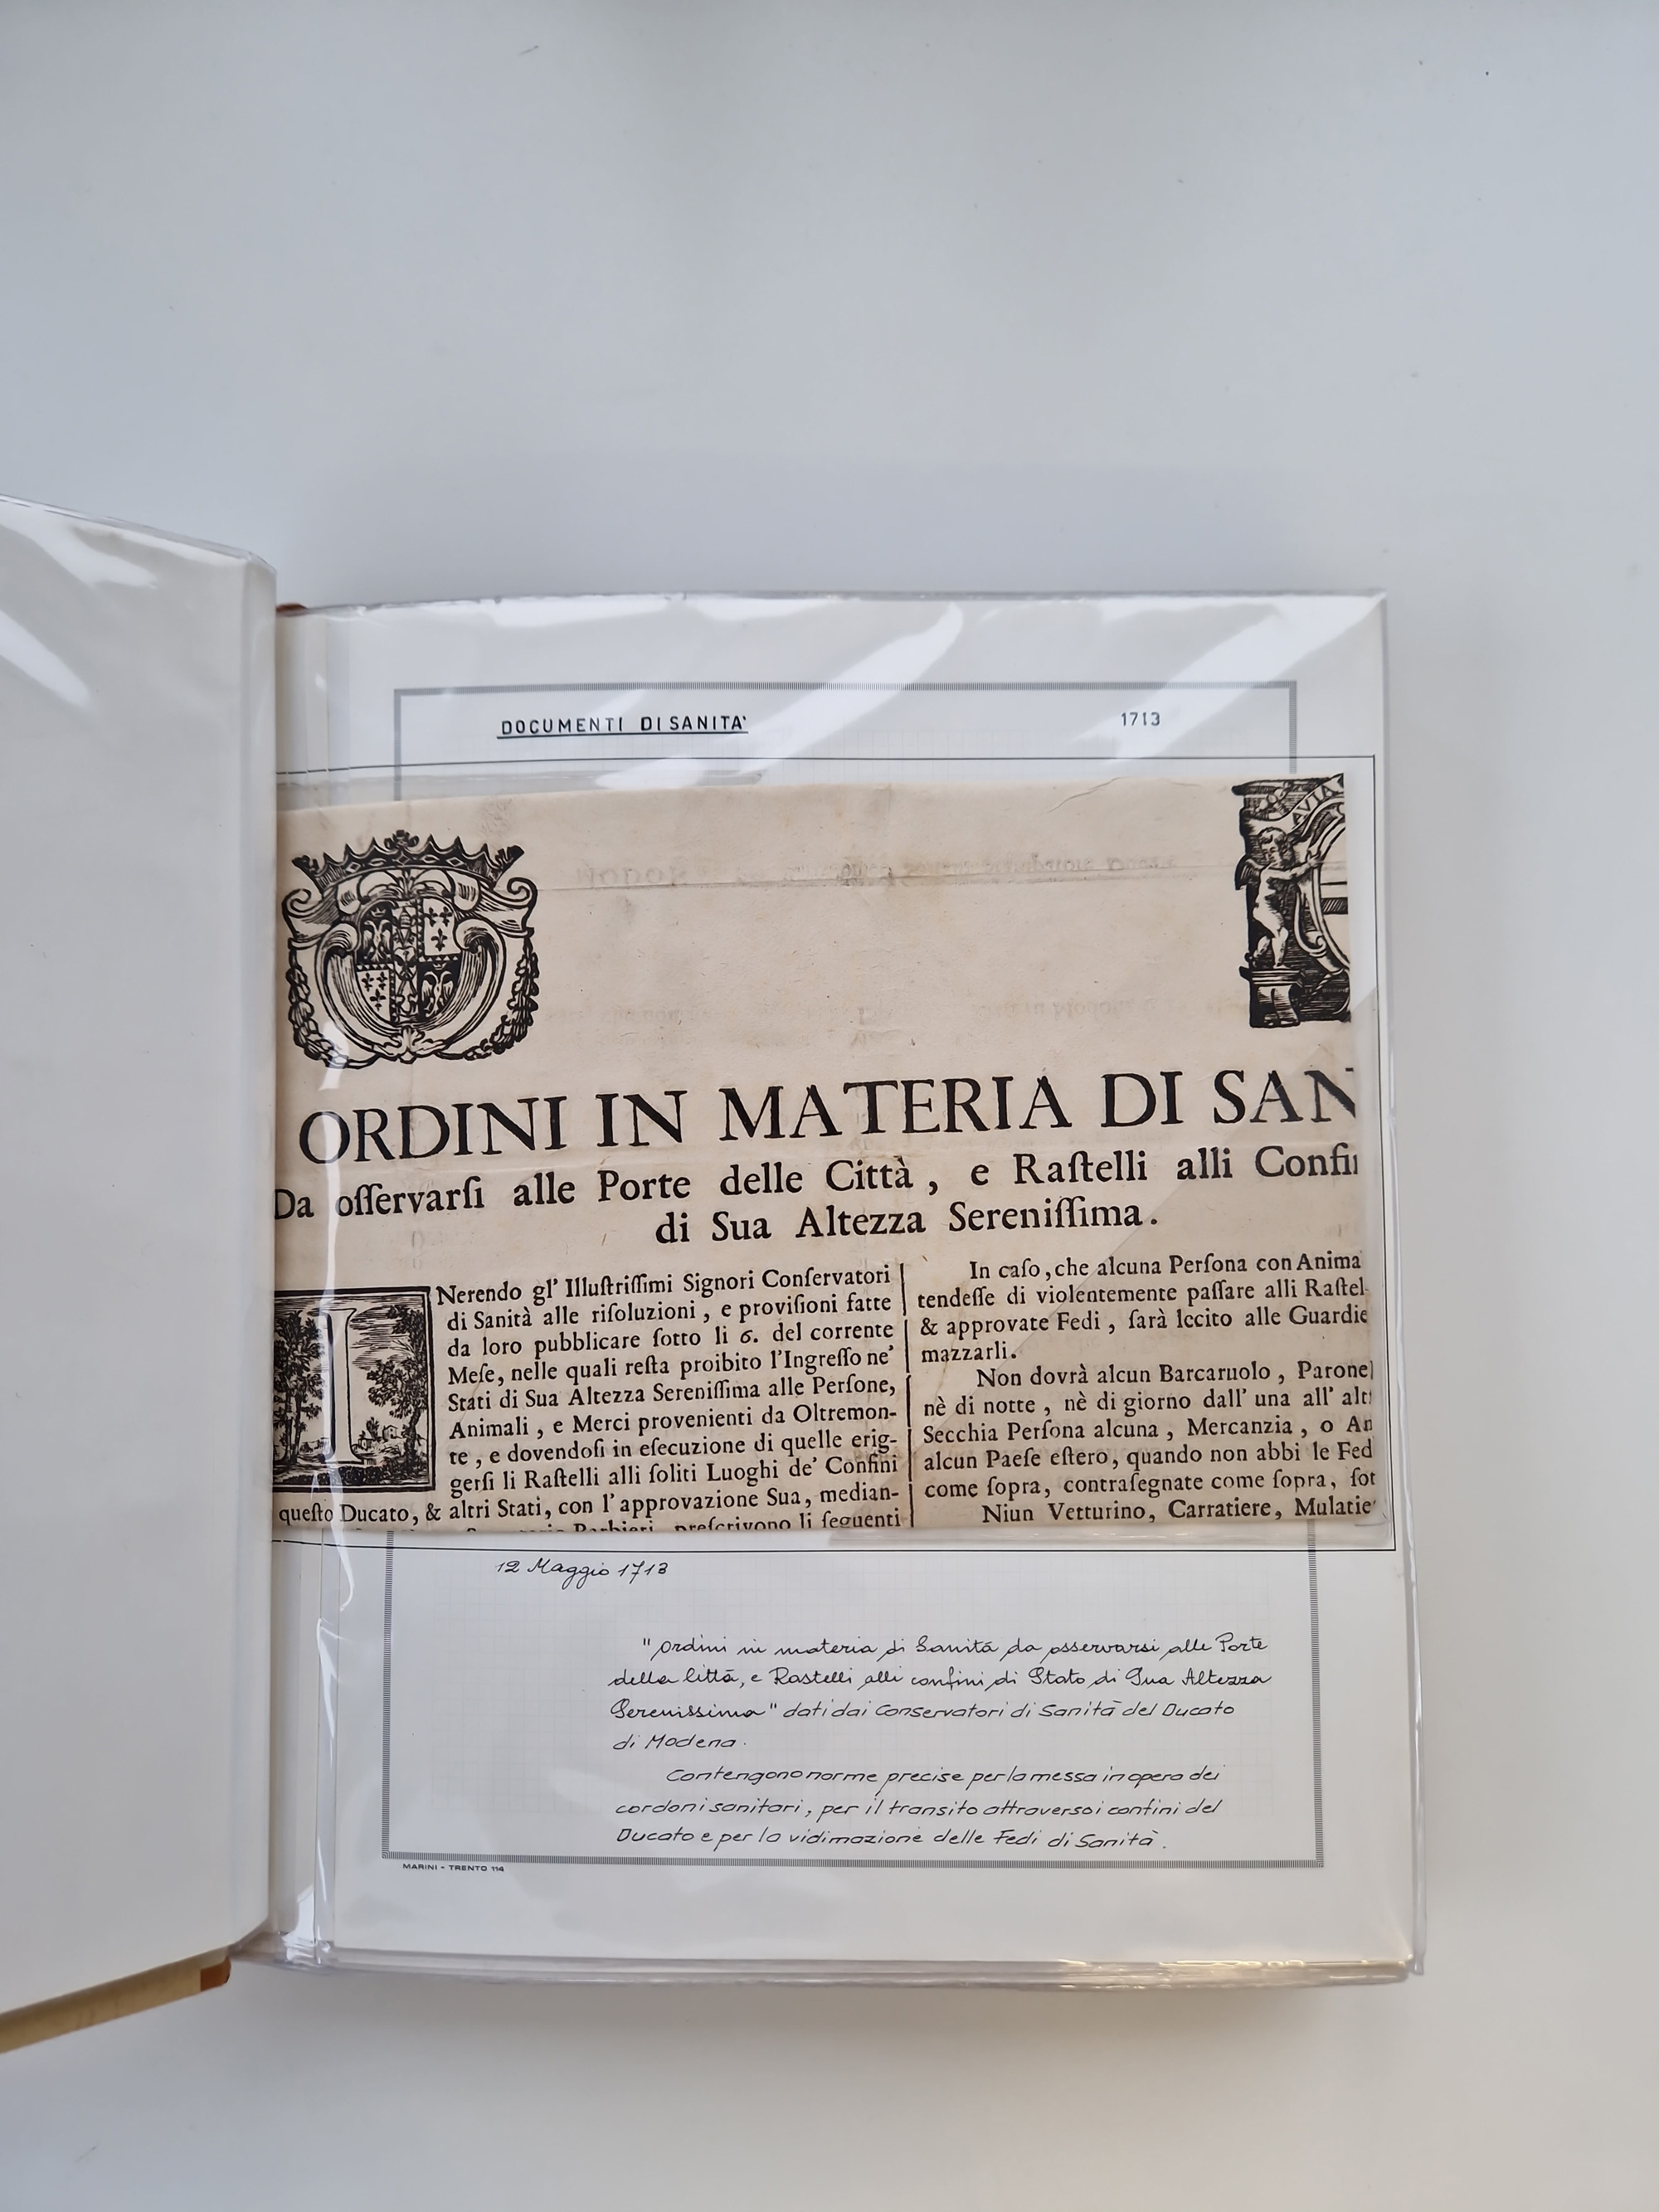 DOCUMENTI DI SANITA'
1713
AVIA
ORDINI IN MATERIA DI SAN
Da oſſervarſi alle Porte delle Città, e Raſtelli alli Confi
di Sua Altezza Sereniſſima.
INerendo gl' Illuſtriſſimi Signori Conſervatori
di Sanità alle riſoluzioni, e proviſioni fatte
da loro pubblicare ſotto li 6. del corrente
Meſe, nelle quali reſta proibito l'Ingreſſo ne'
Stati di Sua Altezza Sereniſſima alle Perſone,
Animali, e Merci provenienti da Oltremon-
te, e dovendoſi in eſecuzione di quelle erig-
gerſi li Raſtelli alli ſoliti Luoghi de' Confini
queſto Ducato, & altri Stati, con l'approvazione Sua, median-
Barbieri, preſcrivono li ſeguenti
In caſo, che alcuna Perſona con Anima
tendeſſe di violentemente paſſare alli Raſtel-
& approvate Fedi, ſarà lecito alle Guardie
mazzarli.
Non dovrà alcun Barcaruolo, Parone
nè di notte, nè di giorno dall' una all' alt
Secchia Perſona alcuna, Mercanzia, o An
alcun Paeſe eſtero, quando non abbi le Fed
come ſopra, contraſegnate come ſopra, ſot
Niun Vetturino, Carratiere, Mulatie
12 Maggio 1713
"Ordini in materia di Sanità da osservarsi alle Porte
della Città, e Rastelli alli confini di Stato di Sua Altezza
Serenissima" dati dai Conservatori di Sanità del Ducato
di Modena.
Contengono norme precise per la messa in opera dei
cordoni sanitari, per il transito attraverso i confini del
Ducato e per la vidimazione delle Fedi di Sanità.
MARINI - TRENTO 114